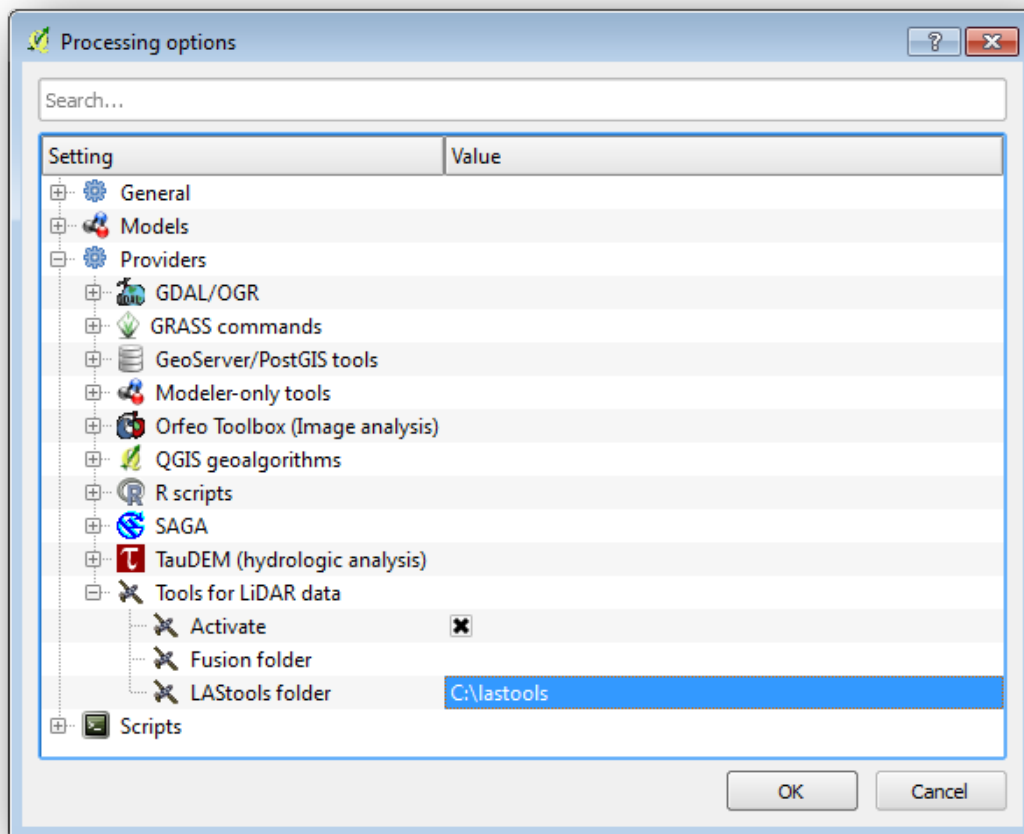 Processing options
Search...
Setting Value
General
Models
Providers
GDAL/OGR
GRASS commands
GeoServer/PostGIS tools
Modeler-only tools
Orfeo Toolbox (Image analysis)
QGIS geoalgorithms
R scripts
SAGA
TauDEM (hydrologic analysis)
Tools for LiDAR data
Activate
Fusion folder
LAStools folder C:\lastools
Scripts
OK Cancel